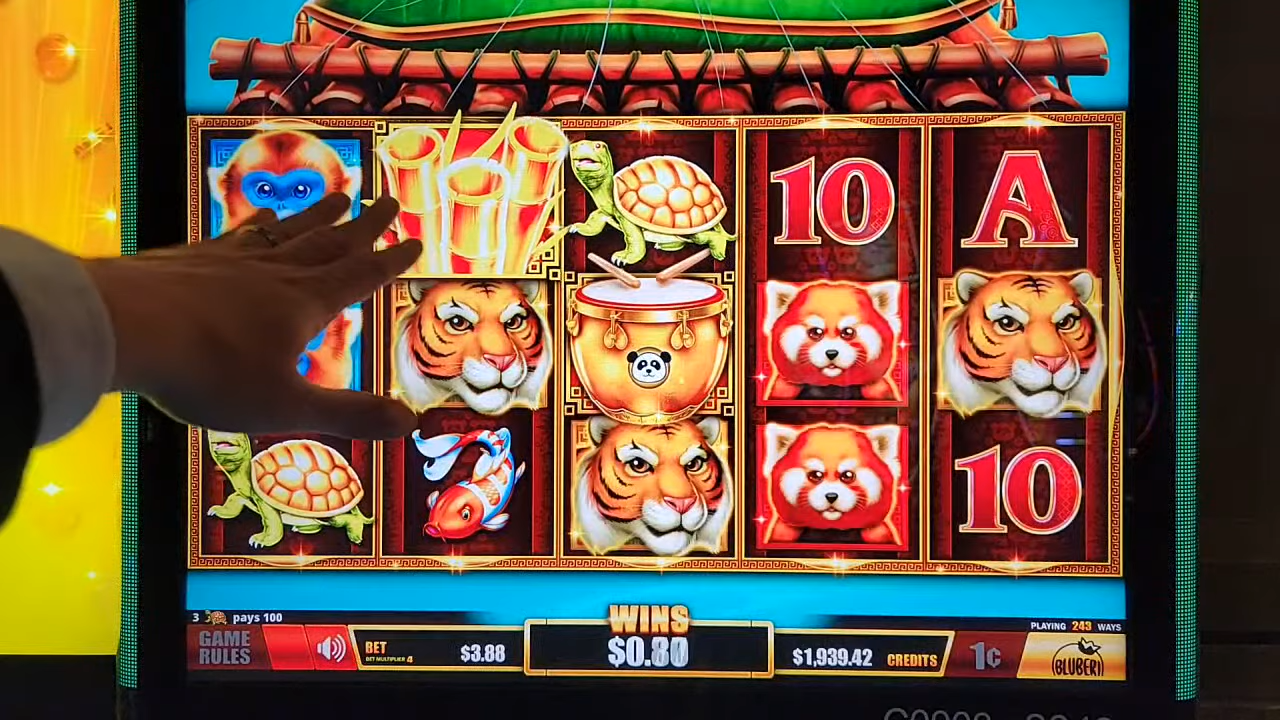 10
A
10
3 pays 100
WINS
PLAYING 243 WAYS
GAME
RULES
BET
BET MULTIPLIER 4
$3.88
$0.80
$1,939.42 CREDITS
1¢
BLUBERI